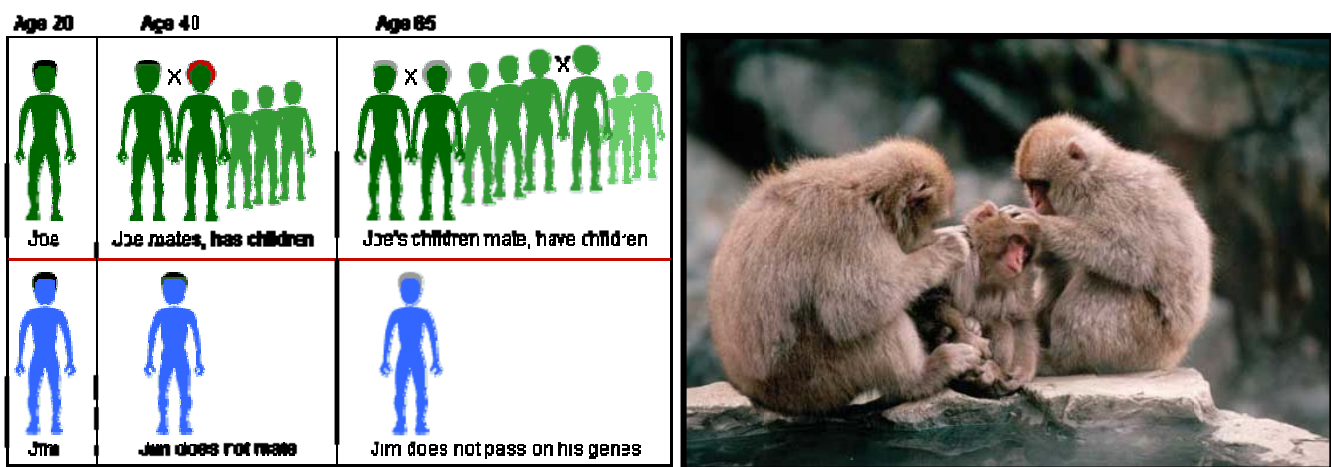 Age 20
Age 40
Age 65
X
X
X
Joe
Joe mates, has children
Joe's children mate, have children
Jim
Jim does not mate
Jim does not pass on his genes